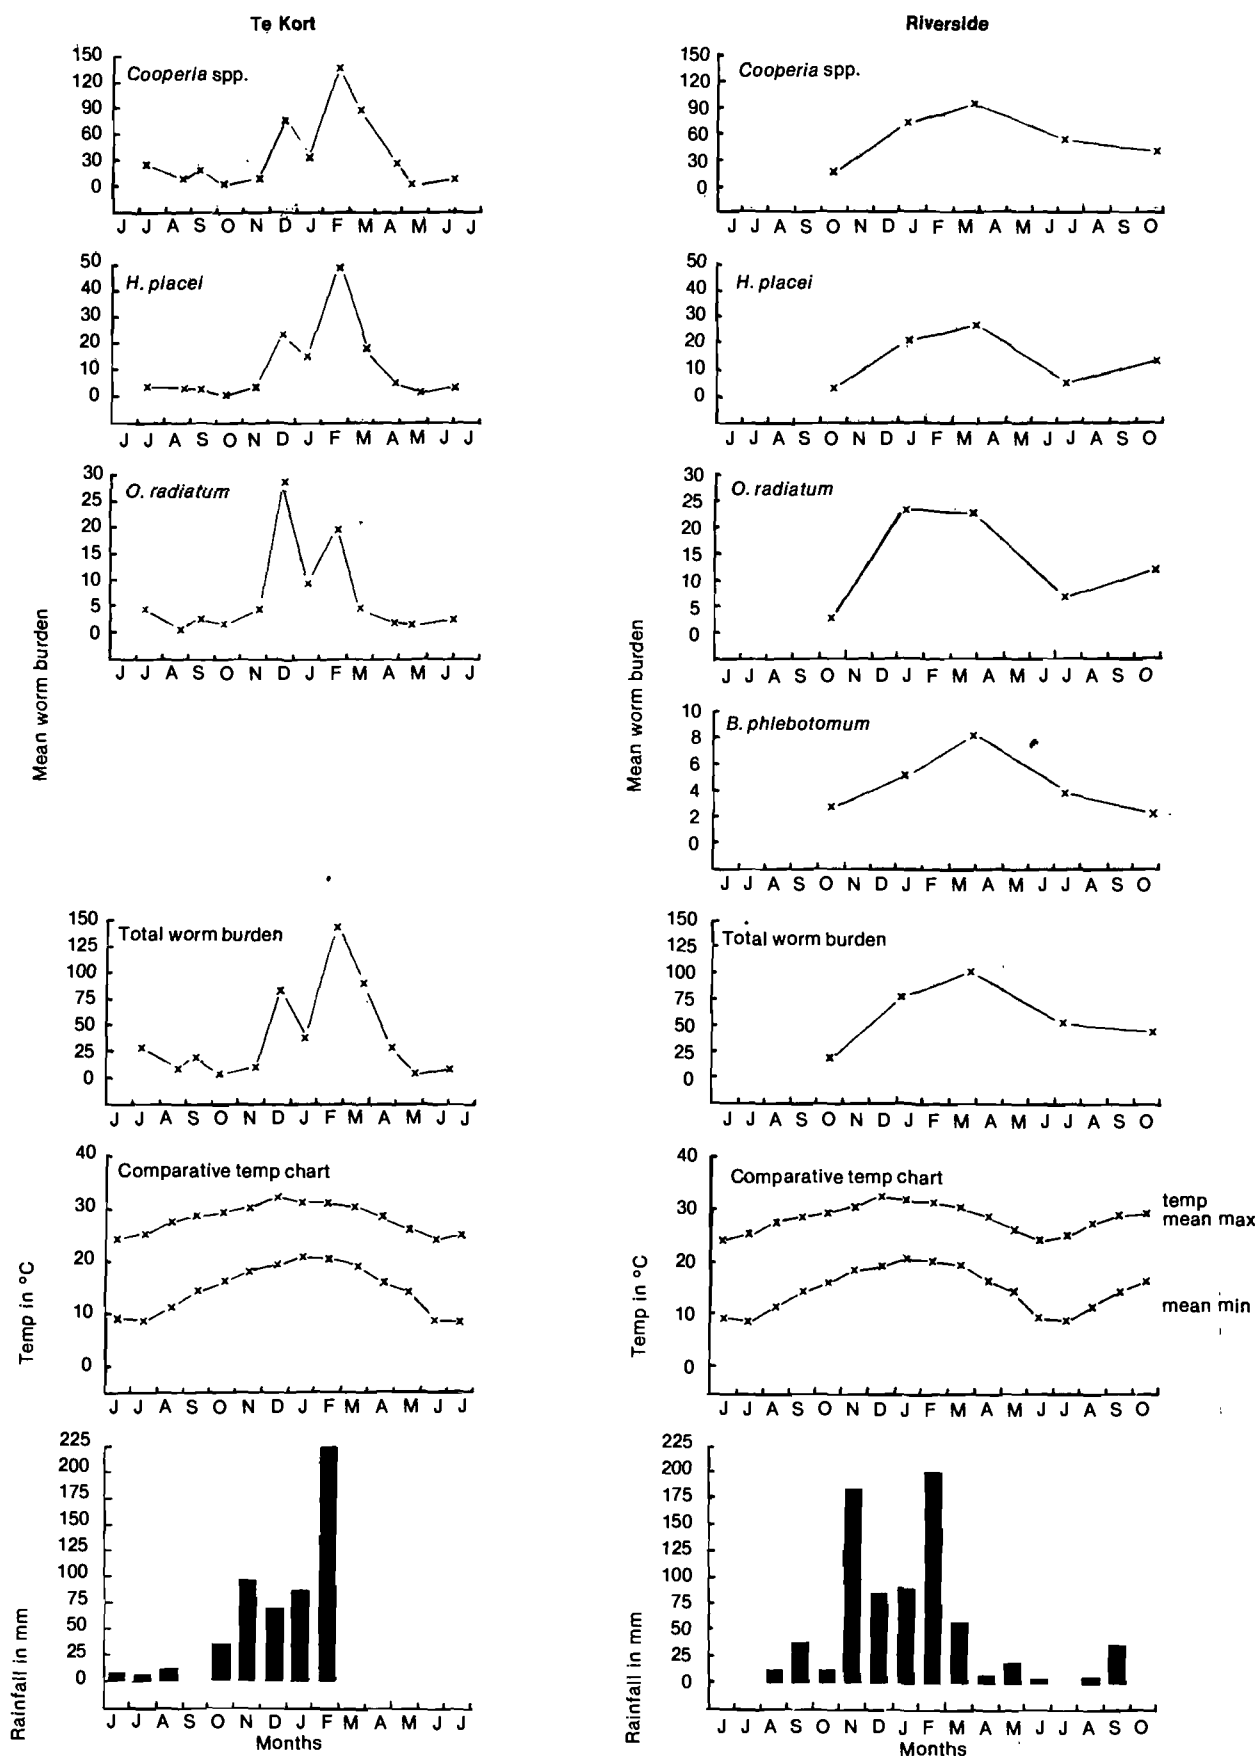 Te Kort
150
120
90
60
30
0
Cooperia spp.
J J A S O N D J F M A M J J
50
40
30
20
10
0
H. placei
J J A S O N D J F M A M J J
30
25
20
15
10
5
0
O. radiatum
J J A S O N D J F M A M J J
Mean worm burden
150
125
100
75
50
25
0
Total worm burden
J J A S O N D J F M A M J J
40
30
20
10
0
Comparative temp chart
Temp in °C
J J A S O N D J F M A M J J
225
200
175
150
125
100
75
50
25
0
Rainfall in mm
J J A S O N D J F M A M J J
Months
Riverside
150
120
90
60
30
0
Cooperia spp.
J J A S O N D J F M A M J J A S O
50
40
30
20
10
0
H. placei
J J A S O N D J F M A M J J A S O
30
25
20
15
10
5
0
O. radiatum
J J A S O N D J F M A M J J A S O
Mean worm burden
10
8
6
4
2
0
B. phlebotomum
J J A S O N D J F M A M J J A S O
150
125
100
75
50
25
0
Total worm burden
J J A S O N D J F M A M J J A S O
40
30
20
10
0
Comparative temp chart
temp
mean max
mean min
Temp in °C
J J A S O N D J F M A M J J A S O
225
200
175
150
125
100
75
50
25
0
Rainfall in mm
J J A S O N D J F M A M J J A S O
Months